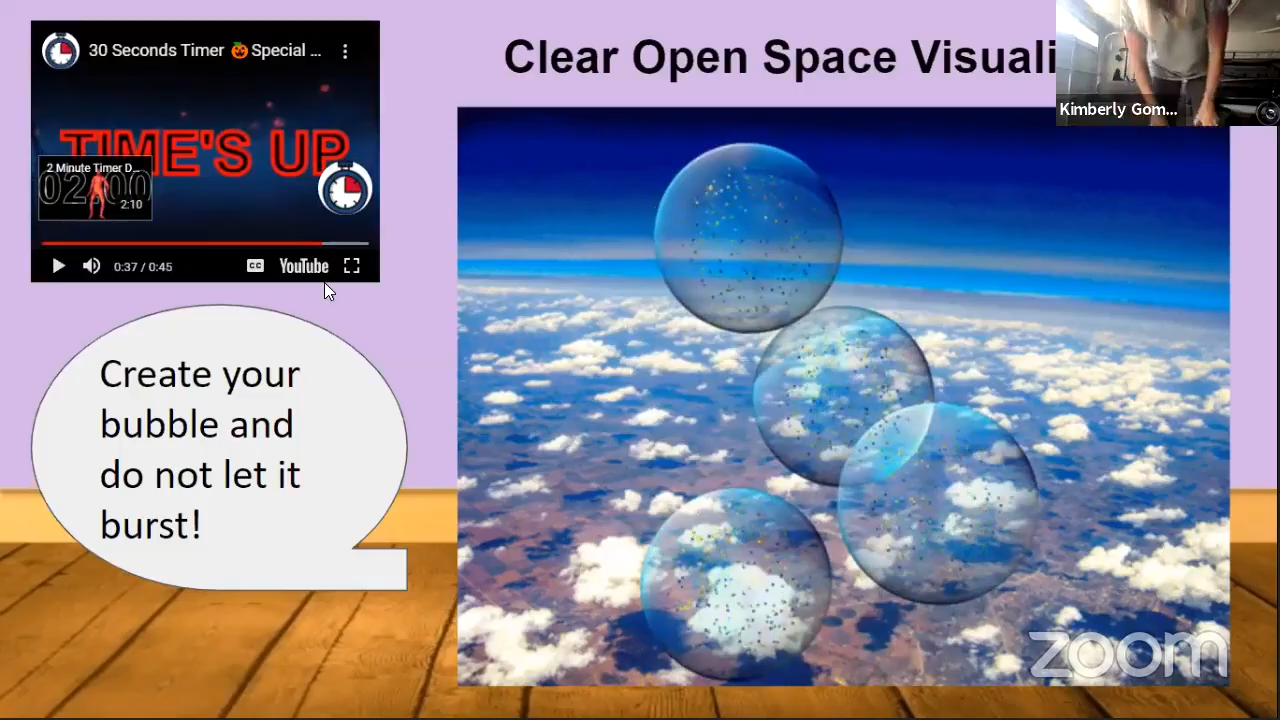 30 Seconds Timer 🎃Special ...
TIME'S UP
2 Minute Timer D...
02:00
2:10
0:37 / 0:45
CC
YouTube
Clear Open Space Visuali
Kimberly Gom...
Create your
bubble and
do not let it
burst!
zoom